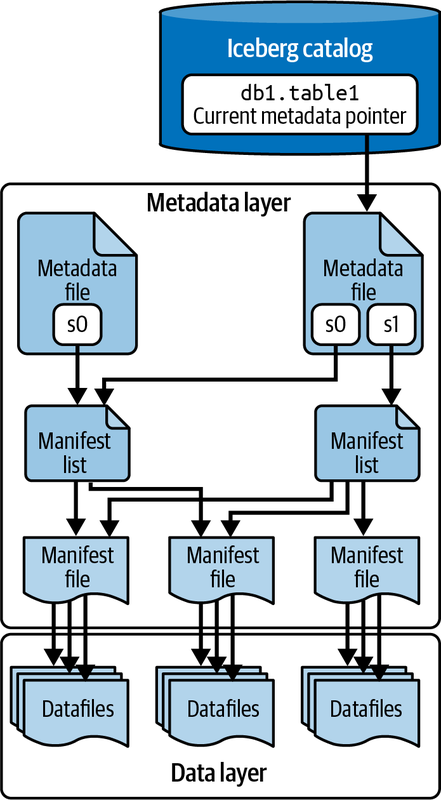 Iceberg catalog
db1.table1
Current metadata pointer
Metadata layer
Metadata
file
s0
Metadata
file
s0
s1
Manifest
list
Manifest
list
Manifest
file
Manifest
file
Manifest
file
Datafiles
Datafiles
Datafiles
Data layer